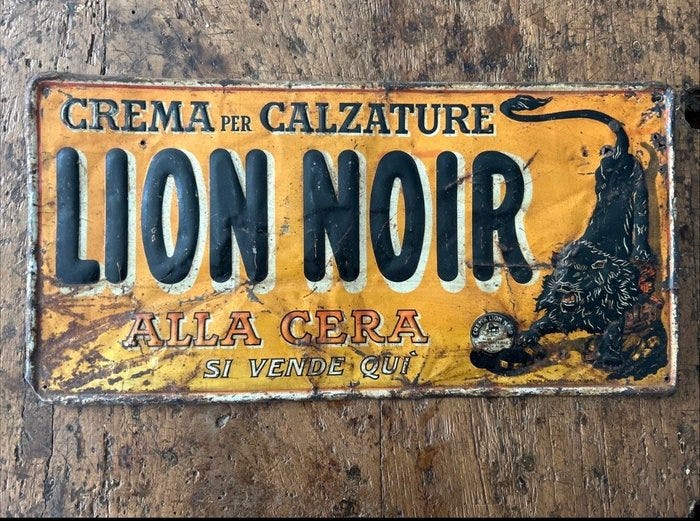 CREMA PER CALZATURE
LION NOIR
ALLA CERA
SI VENDE QUÌ